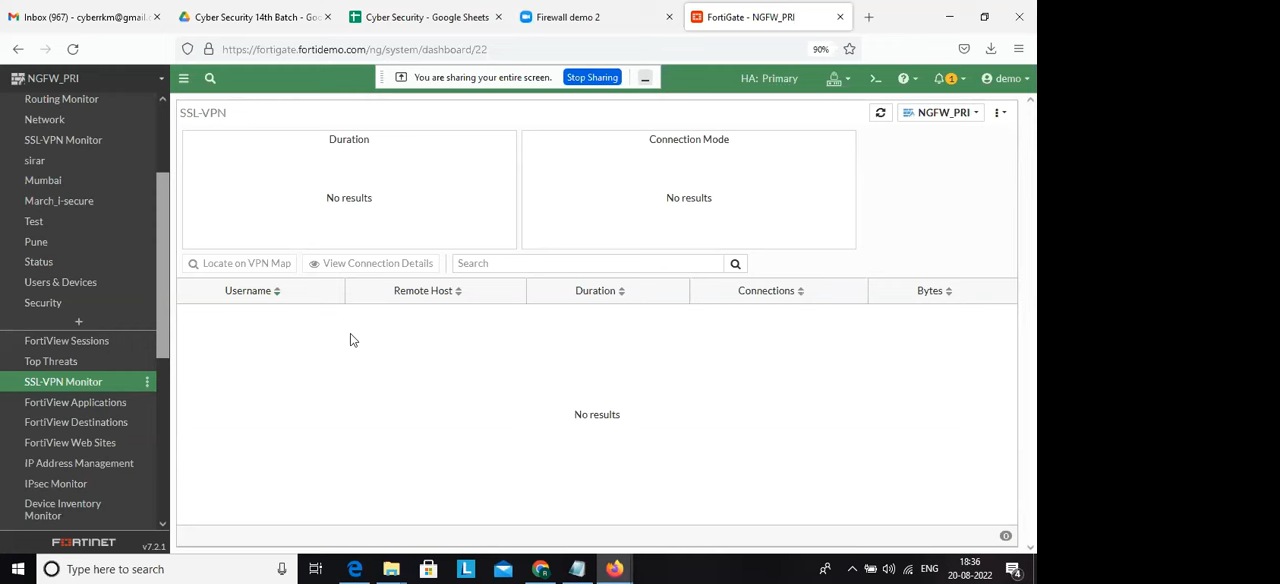 Inbox (967) - cyberrkm@gmail.c
Cyber Security 14th Batch - Goo
Cyber Security - Google Sheets
Firewall demo 2
FortiGate - NGFW_PRI
https://fortigate.fortidemo.com/ng/system/dashboard/22
90%
NGFW_PRI
You are sharing your entire screen.
Stop Sharing
HA: Primary
>_
1
demo
Routing Monitor
Network
SSL-VPN Monitor
sirar
Mumbai
March_i-secure
Test
Pune
Status
Users & Devices
Security
+
FortiView Sessions
Top Threats
SSL-VPN Monitor
FortiView Applications
FortiView Destinations
FortiView Web Sites
IP Address Management
IPsec Monitor
Device Inventory
Monitor
FORTINET
v7.2.1
SSL-VPN
NGFW_PRI
Duration
No results
Connection Mode
No results
Locate on VPN Map
View Connection Details
Search
Username
Remote Host
Duration
Connections
Bytes
No results
0
Type here to search
ENG
18:36
20-08-2022
4